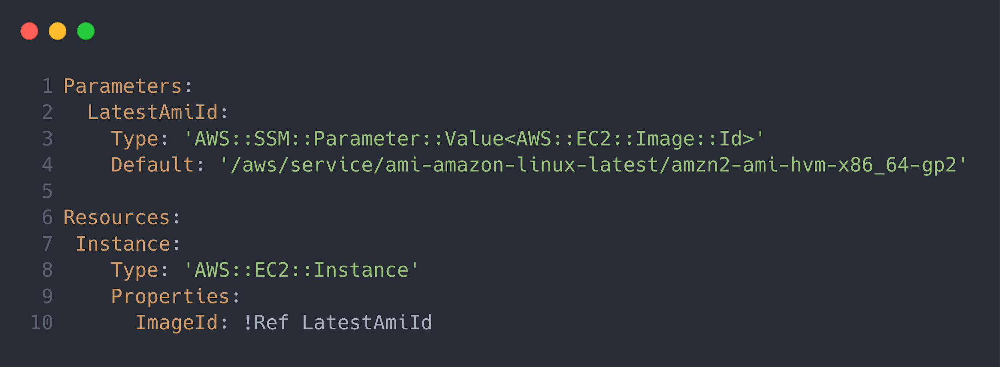 1 Parameters:
2   LatestAmiId:
3     Type: 'AWS::SSM::Parameter::Value<AWS::EC2::Image::Id>'
4     Default: '/aws/service/ami-amazon-linux-latest/amzn2-ami-hvm-x86_64-gp2'
5
6 Resources:
7  Instance:
8     Type: 'AWS::EC2::Instance'
9     Properties:
10       ImageId: !Ref LatestAmiId